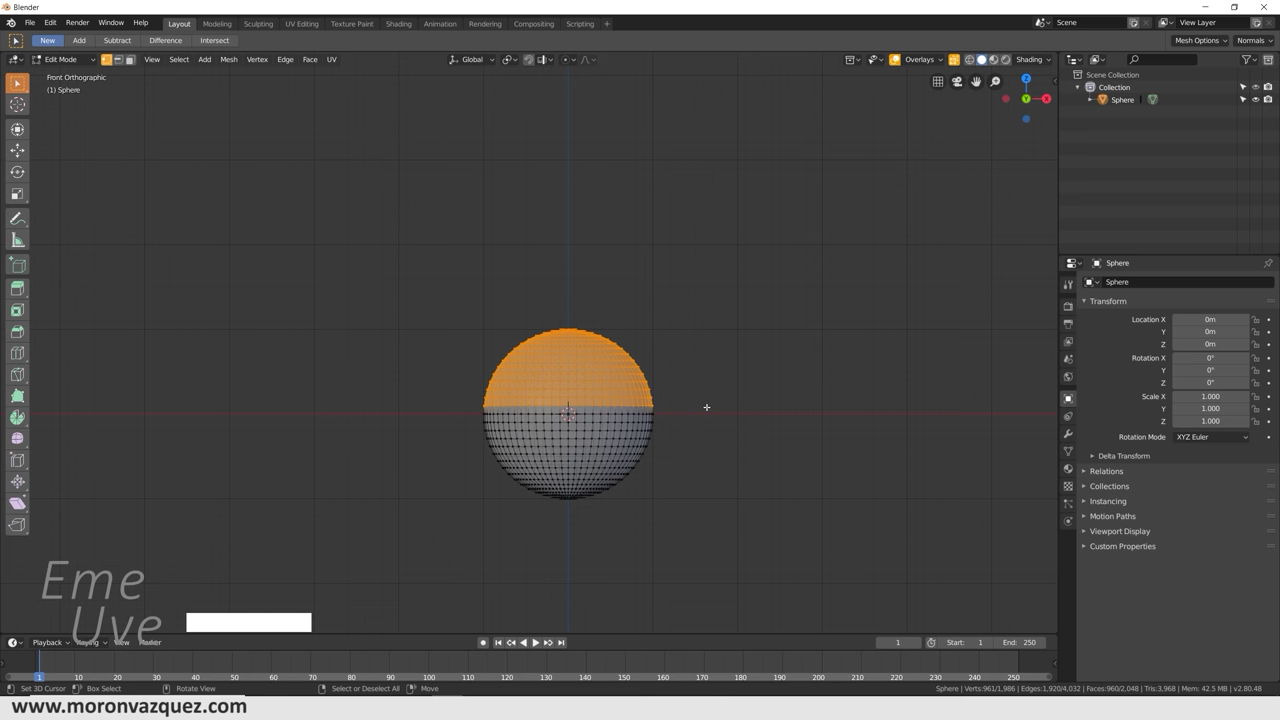 Blender
File Edit Render Window Help Layout Modeling Sculpting UV Editing Texture Paint Shading Animation Rendering Compositing Scripting Scene View Layer
New Add Subtract Difference Intersect Mesh Options Normals
Edit Mode View Select Add Mesh Vertex Edge Face UV Global Overlays Shading
Front Orthographic
(1) Sphere
Z
Y
X
Scene Collection
Collection
Sphere
Sphere
Sphere
Transform
Location X 0m
Y 0m
Z 0m
Rotation X 0°
Y 0°
Z 0°
Scale X 1.000
Y 1.000
Z 1.000
Rotation Mode XYZ Euler
Delta Transform
Relations
Collections
Instancing
Motion Paths
Viewport Display
Custom Properties
Eme
Uve
Playback Keying View Marker 1 Start: 1 End: 250
1 10 20 30 40 50 60 70 80 90 100 110 120 130 140 150 160 170 180 190 200 210 220 230 240 250
Set 3D Cursor Box Select Rotate View Select or Deselect All Move Sphere | Verts:961/1,986 | Edges:1,920/4,032 | Faces:960/2,048 | Tris:3,968 | Mem: 42.5 MB | v2.80.48
www.moronvazquez.com